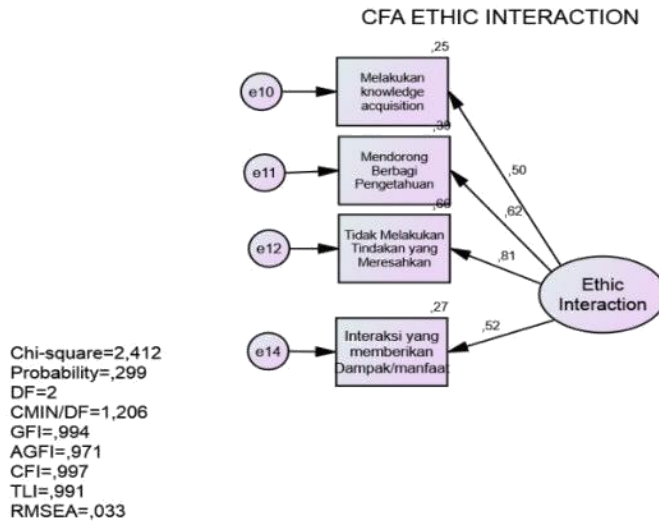 CFA ETHIC INTERACTION
,25
e10
Melakukan
knowledge
acquisition
,39
e11
Mendorong
Berbagi
Pengetahuan
,50
,62
,66
e12
Tidak Melakukan
Tindakan yang
Meresahkan
,81
Ethic
Interaction
,27
e14
Interaksi yang
memberikan
Dampak/manfaat
,52
Chi-square=2,412
Probability=,299
DF=2
CMIN/DF=1,206
GFI=,994
AGFI=,971
CFI=,997
TLI=,991
RMSEA=,033